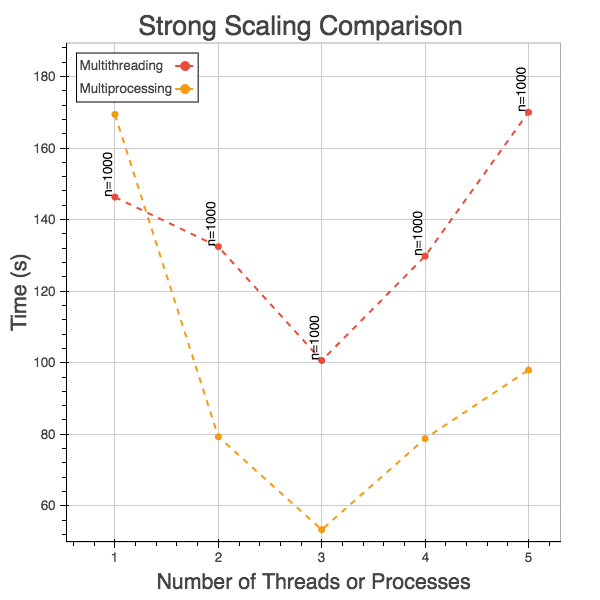 Strong Scaling Comparison
Multithreading
Multiprocessing
n=1000
n=1000
n=1000
n=1000
n=1000
180
160
140
120
100
80
60
Time (s)
1 2 3 4 5
Number of Threads or Processes